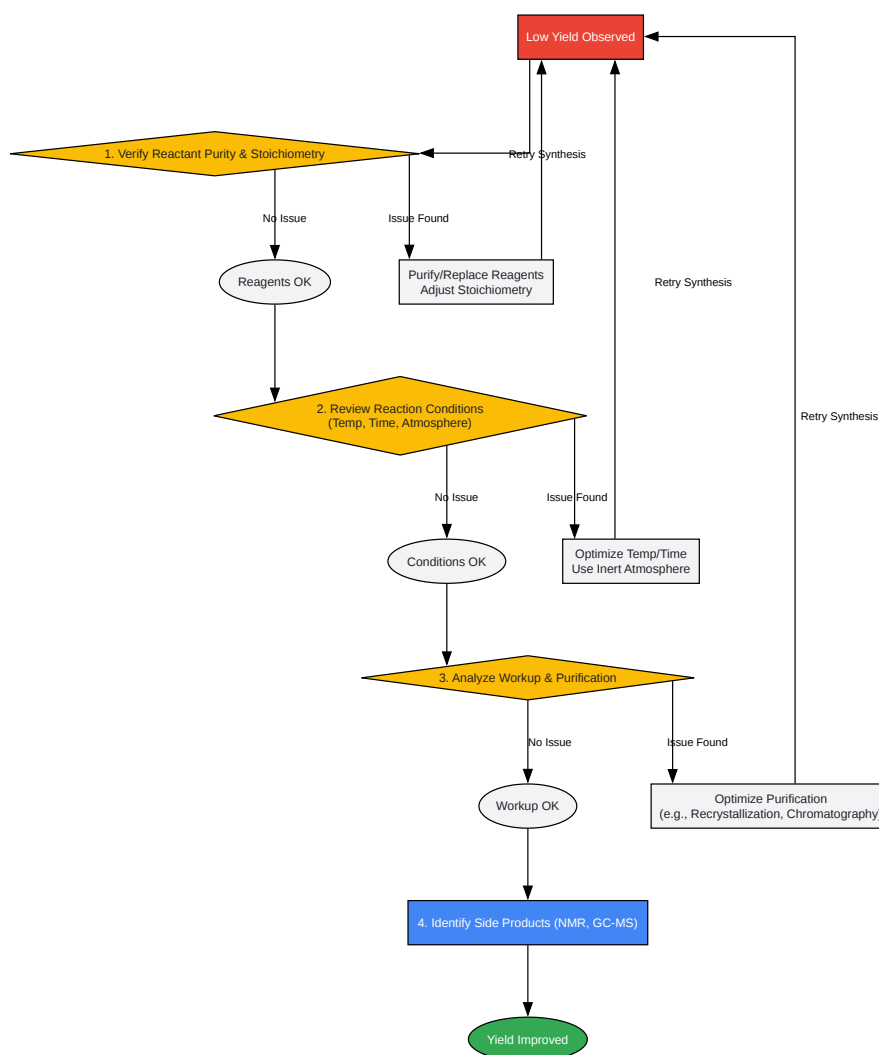 Low Yield Observed
1. Verify Reactant Purity & Stoichiometry
Retry Synthesis
No Issue
Issue Found
Reagents OK
Purify/Replace Reagents
Adjust Stoichiometry
Retry Synthesis
2. Review Reaction Conditions
(Temp, Time, Atmosphere)
Retry Synthesis
No Issue
Issue Found
Conditions OK
Optimize Temp/Time
Use Inert Atmosphere
3. Analyze Workup & Purification
No Issue
Issue Found
Workup OK
Optimize Purification
(e.g., Recrystallization, Chromatography)
4. Identify Side Products (NMR, GC-MS)
Yield Improved